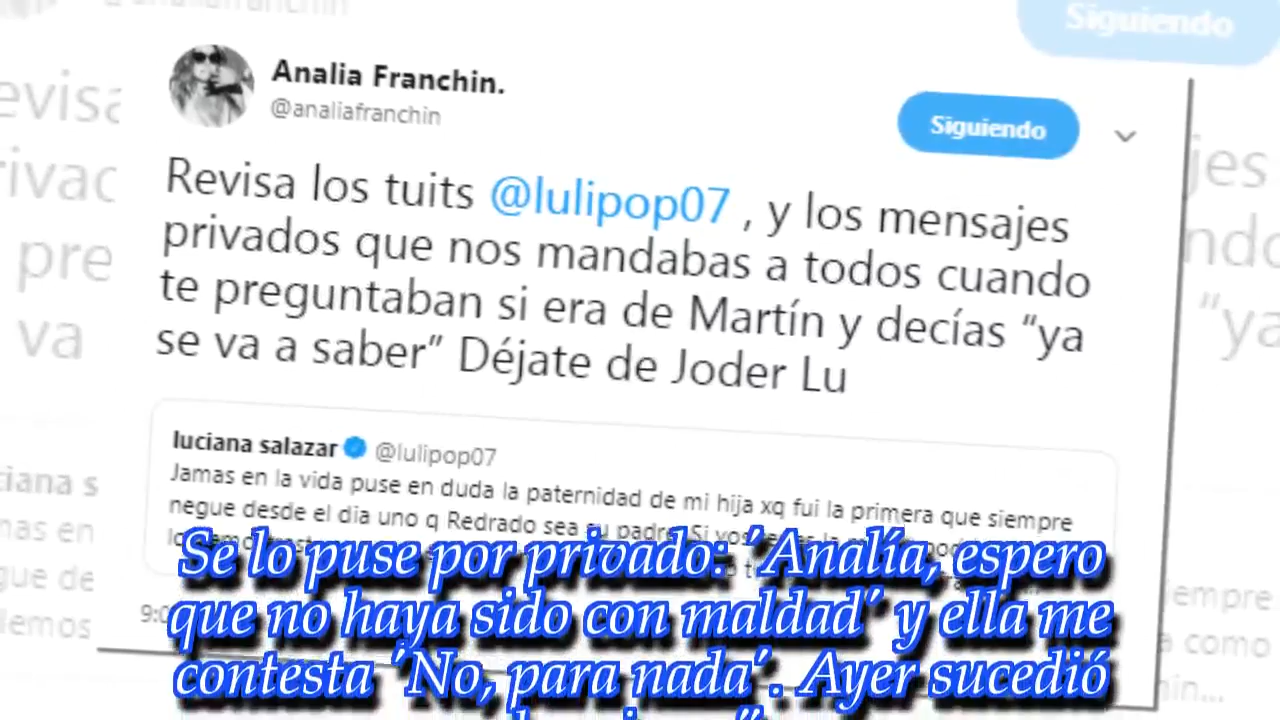 Siguiendo
Analia Franchin.
@analiafranchin
Siguiendo
Revisa los tuits @lulipop07 , y los mensajes
privados que nos mandabas a todos cuando
te preguntaban si era de Martín y decías “ya
se va a saber” Déjate de Joder Lu
luciana salazar @lulipop07
Jamas en la vida puse en duda la paternidad de mi hija xq fui la primera que siempre
negue desde el dia uno q Redrado sea su padre. Si vos
Se lo puse por privado: ´Analía, espero
que no haya sido con maldad´ y ella me
contesta ´No, para nada´. Ayer sucedió